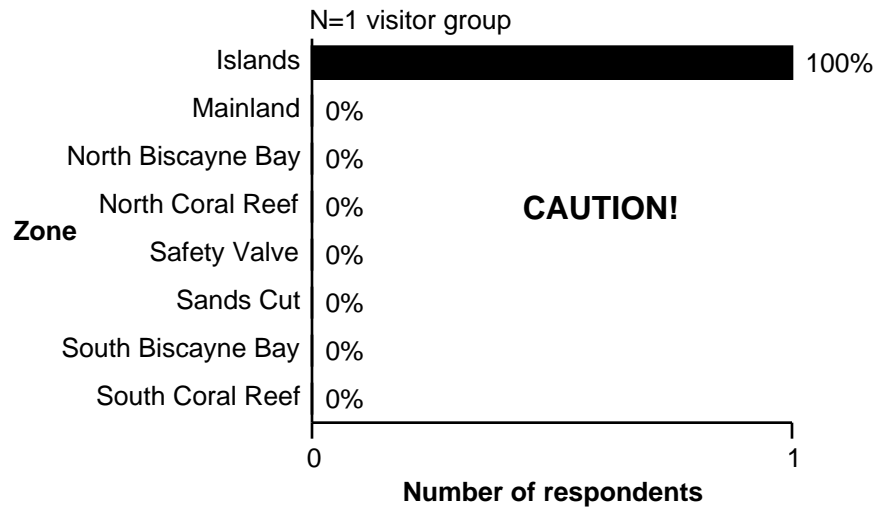 N=1 visitor group
Islands 100%
Mainland 0%
North Biscayne Bay 0%
North Coral Reef 0%
CAUTION!
Zone
Safety Valve 0%
Sands Cut 0%
South Biscayne Bay 0%
South Coral Reef 0%
0 1
Number of respondents